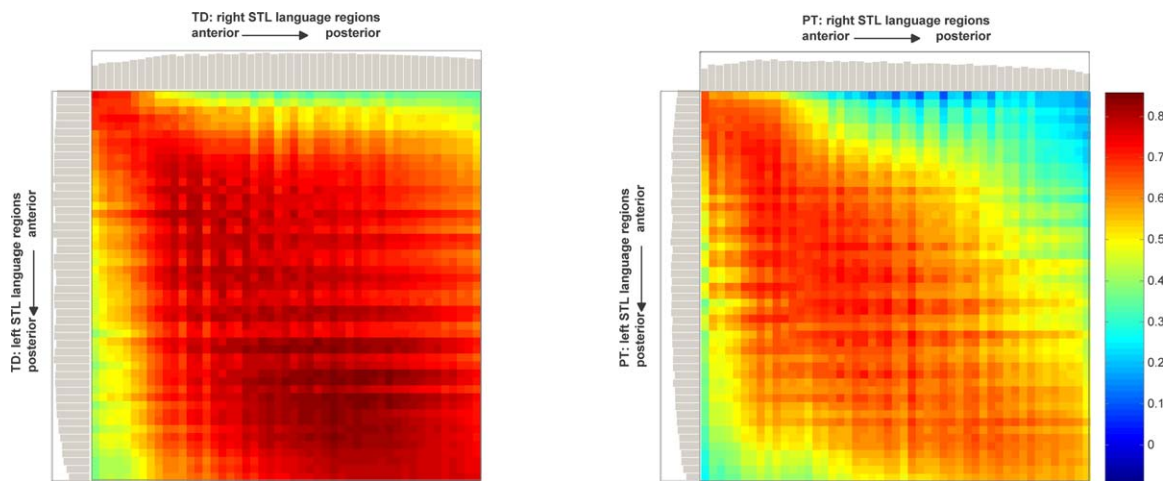 TD: right STL language regions
anterior posterior
TD: left STL language regions
anterior
posterior
PT: right STL language regions
anterior posterior
PT: left STL language regions
anterior
posterior
0.8
0.7
0.6
0.5
0.4
0.3
0.2
0.1
0